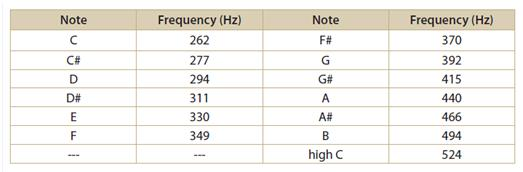 Note Frequency (Hz) Note Frequency (Hz)
C 262 F# 370
C# 277 G 392
D 294 G# 415
D# 311 A 440
E 330 A# 466
F 349 B 494
--- --- high C 524